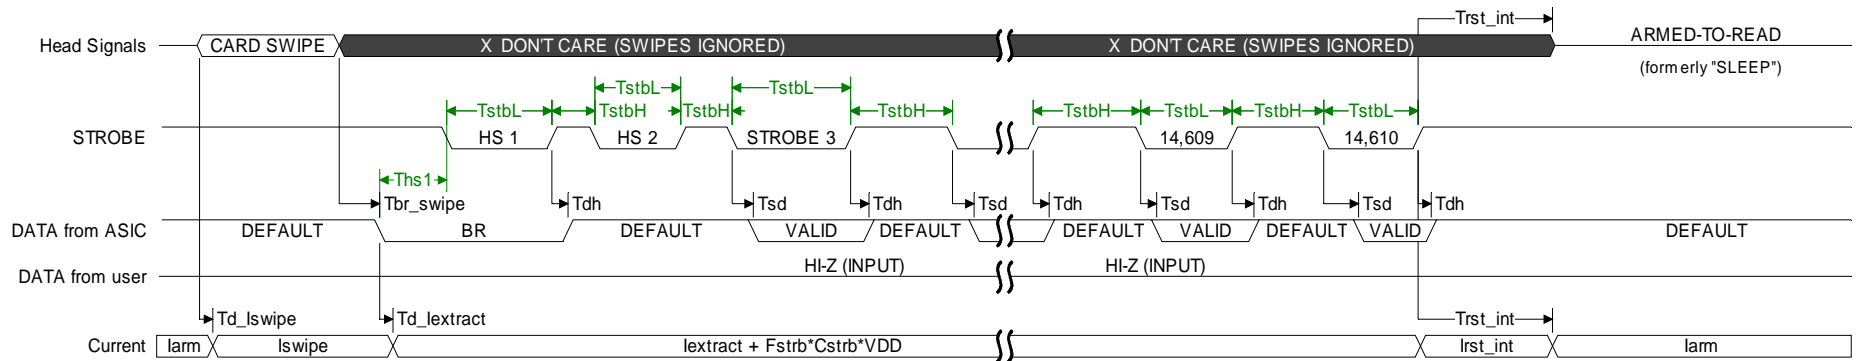 Trst_int
Head Signals CARD SWIPE X DON'T CARE (SWIPES IGNORED) X DON'T CARE (SWIPES IGNORED) ARMED-TO-READ
(formerly "SLEEP")
TstbL TstbL
TstbL TstbH TstbH TstbH TstbH TstbL TstbH TstbL
STROBE HS 1 HS 2 STROBE 3 14,609 14,610
Ths1
Tbr_swipe Tdh Tsd Tdh Tsd Tdh Tsd Tdh Tsd Tdh
DATA from ASIC DEFAULT BR DEFAULT VALID DEFAULT DEFAULT VALID DEFAULT VALID DEFAULT
DATA from user HI-Z (INPUT) HI-Z (INPUT)
Td_Iswipe Td_Iextract Trst_int
Current Iarm Iswipe Iextract + Fstrb*Cstrb*VDD Irst_int Iarm